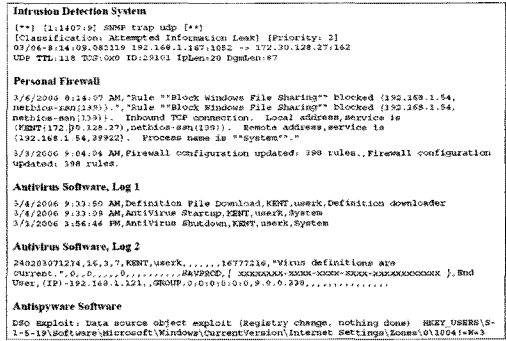 Intrusion Detection System
[**] [1:1407:9] SNMP trap udp [**]
[Classification: Attempted Information Leak] [Priority: 2]
03/06-8:14:09.082119 192.168.1.167:1052 -> 172.30.128.27:162
UDP TTL:118 TOS:0x0 ID:29101 IpLen:20 DgmLen:87
Personal Firewall
3/6/2006 8:14:07 AM,"Rule ""Block Windows File Sharing"" blocked (192.168.1.54,
netbios-ssn(139)).","Rule ""Block Windows File Sharing"" blocked (192.168.1.54,
netbios-ssn(139)). Inbound TCP connection. Local address,service is
(KENT(172.30.128.27),netbios-ssn(139)). Remote address,service is
(192.168.1.54,39922). Process name is ""System""."
3/3/2006 9:04:04 AM,Firewall configuration updated: 398 rules.,Firewall configuration
updated: 398 rules.
Antivirus Software, Log 1
3/4/2006 9:33:50 AM,Definition File Download,KENT,userk,Definition downloader
3/4/2006 9:33:09 AM,AntiVirus Startup,KENT,userk,System
3/3/2006 3:56:46 PM,AntiVirus Shutdown,KENT,userk,System
Antivirus Software, Log 2
240203071234,16,3,7,KENT,userk,,,,,,,16777216,"Virus definitions are
current.",0,,0,,,,,0,,,,,,,,,,SAVPROD,{ xxxxxxxx-xxxx-xxxx-xxxx-xxxxxxxxxxxx },End
User,(IP)-192.168.1.121,,GROUP,0:0:0:0:0:0,9.0.0.338,,,,,,,,,,,,,,,
Antispyware Software
DSO Exploit: Data source object exploit (Registry change, nothing done) HKEY_USERS\S-
1-5-19\Software\Microsoft\Windows\CurrentVersion\Internet Settings\Zones\0\1004!=W=3